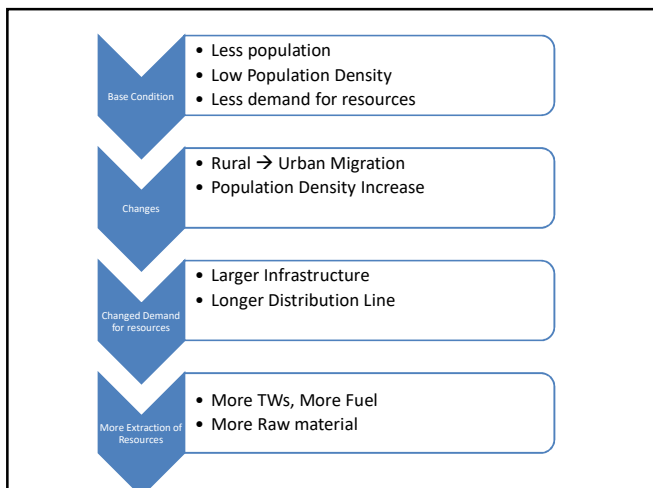 • Less population
• Low Population Density
• Less demand for resources
Base Condition
• Rural → Urban Migration
• Population Density Increase
Changes
• Larger Infrastructure
• Longer Distribution Line
Changed Demand
for resources
• More TWs, More Fuel
• More Raw material
More Extraction of
Resources